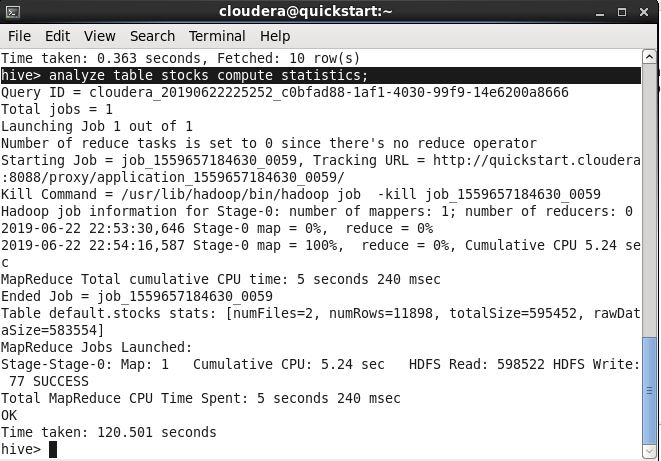 cloudera@quickstart:~
File Edit View Search Terminal Help
Time taken: 0.363 seconds, Fetched: 10 row(s)
hive> analyze table stocks compute statistics;
Query ID = cloudera_20190622225252_c0bfad88-1af1-4030-99f9-14e6200a8666
Total jobs = 1
Launching Job 1 out of 1
Number of reduce tasks is set to 0 since there's no reduce operator
Starting Job = job_1559657184630_0059, Tracking URL = http://quickstart.cloudera
:8088/proxy/application_1559657184630_0059/
Kill Command = /usr/lib/hadoop/bin/hadoop job  -kill job_1559657184630_0059
Hadoop job information for Stage-0: number of mappers: 1; number of reducers: 0
2019-06-22 22:53:30,646 Stage-0 map = 0%,  reduce = 0%
2019-06-22 22:54:16,587 Stage-0 map = 100%,  reduce = 0%, Cumulative CPU 5.24 se
c
MapReduce Total cumulative CPU time: 5 seconds 240 msec
Ended Job = job_1559657184630_0059
Table default.stocks stats: [numFiles=2, numRows=11898, totalSize=595452, rawDat
aSize=583554]
MapReduce Jobs Launched:
Stage-Stage-0: Map: 1   Cumulative CPU: 5.24 sec   HDFS Read: 598522 HDFS Write:
 77 SUCCESS
Total MapReduce CPU Time Spent: 5 seconds 240 msec
OK
Time taken: 120.501 seconds
hive>